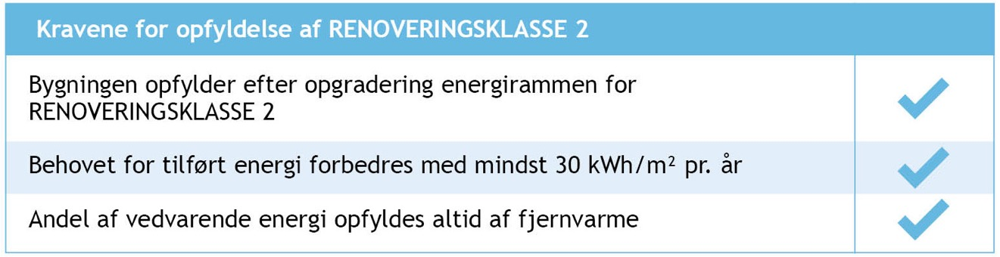 Kravene for opfyldelse af RENOVERINGSKLASSE 2
Bygningen opfylder efter opgradering energirammen for
RENOVERINGSKLASSE 2
Behovet for tilført energi forbedres med mindst 30 kWh/m² pr. år
Andel af vedvarende energi opfyldes altid af fjernvarme